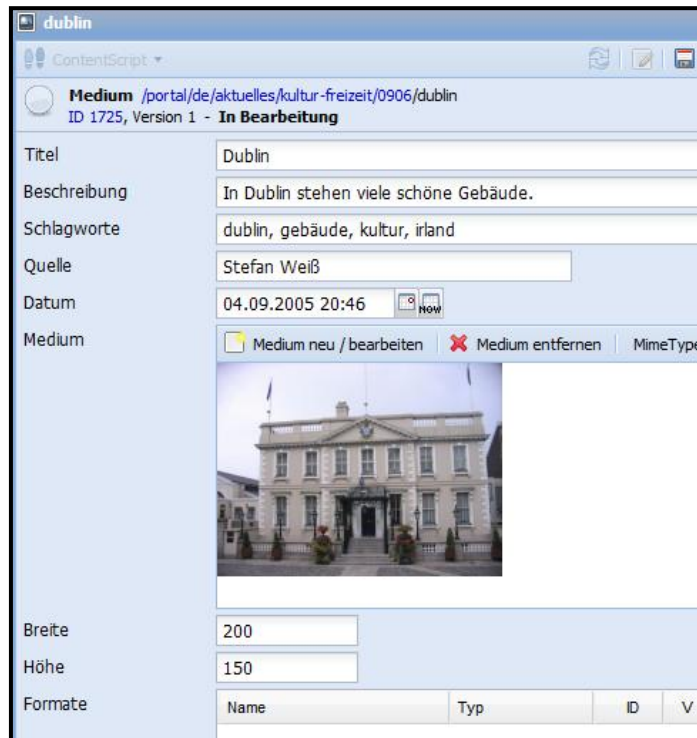 dublin
ContentScript
Medium /portal/de/aktuelles/kultur-freizeit/0906/dublin
ID 1725, Version 1 - In Bearbeitung
Titel Dublin
Beschreibung In Dublin stehen viele schöne Gebäude.
Schlagworte dublin, gebäude, kultur, irland
Quelle Stefan Weiß
Datum 04.09.2005 20:46 NOW
Medium Medium neu / bearbeiten Medium entfernen MimeType
Breite 200
Höhe 150
Formate Name Typ ID V